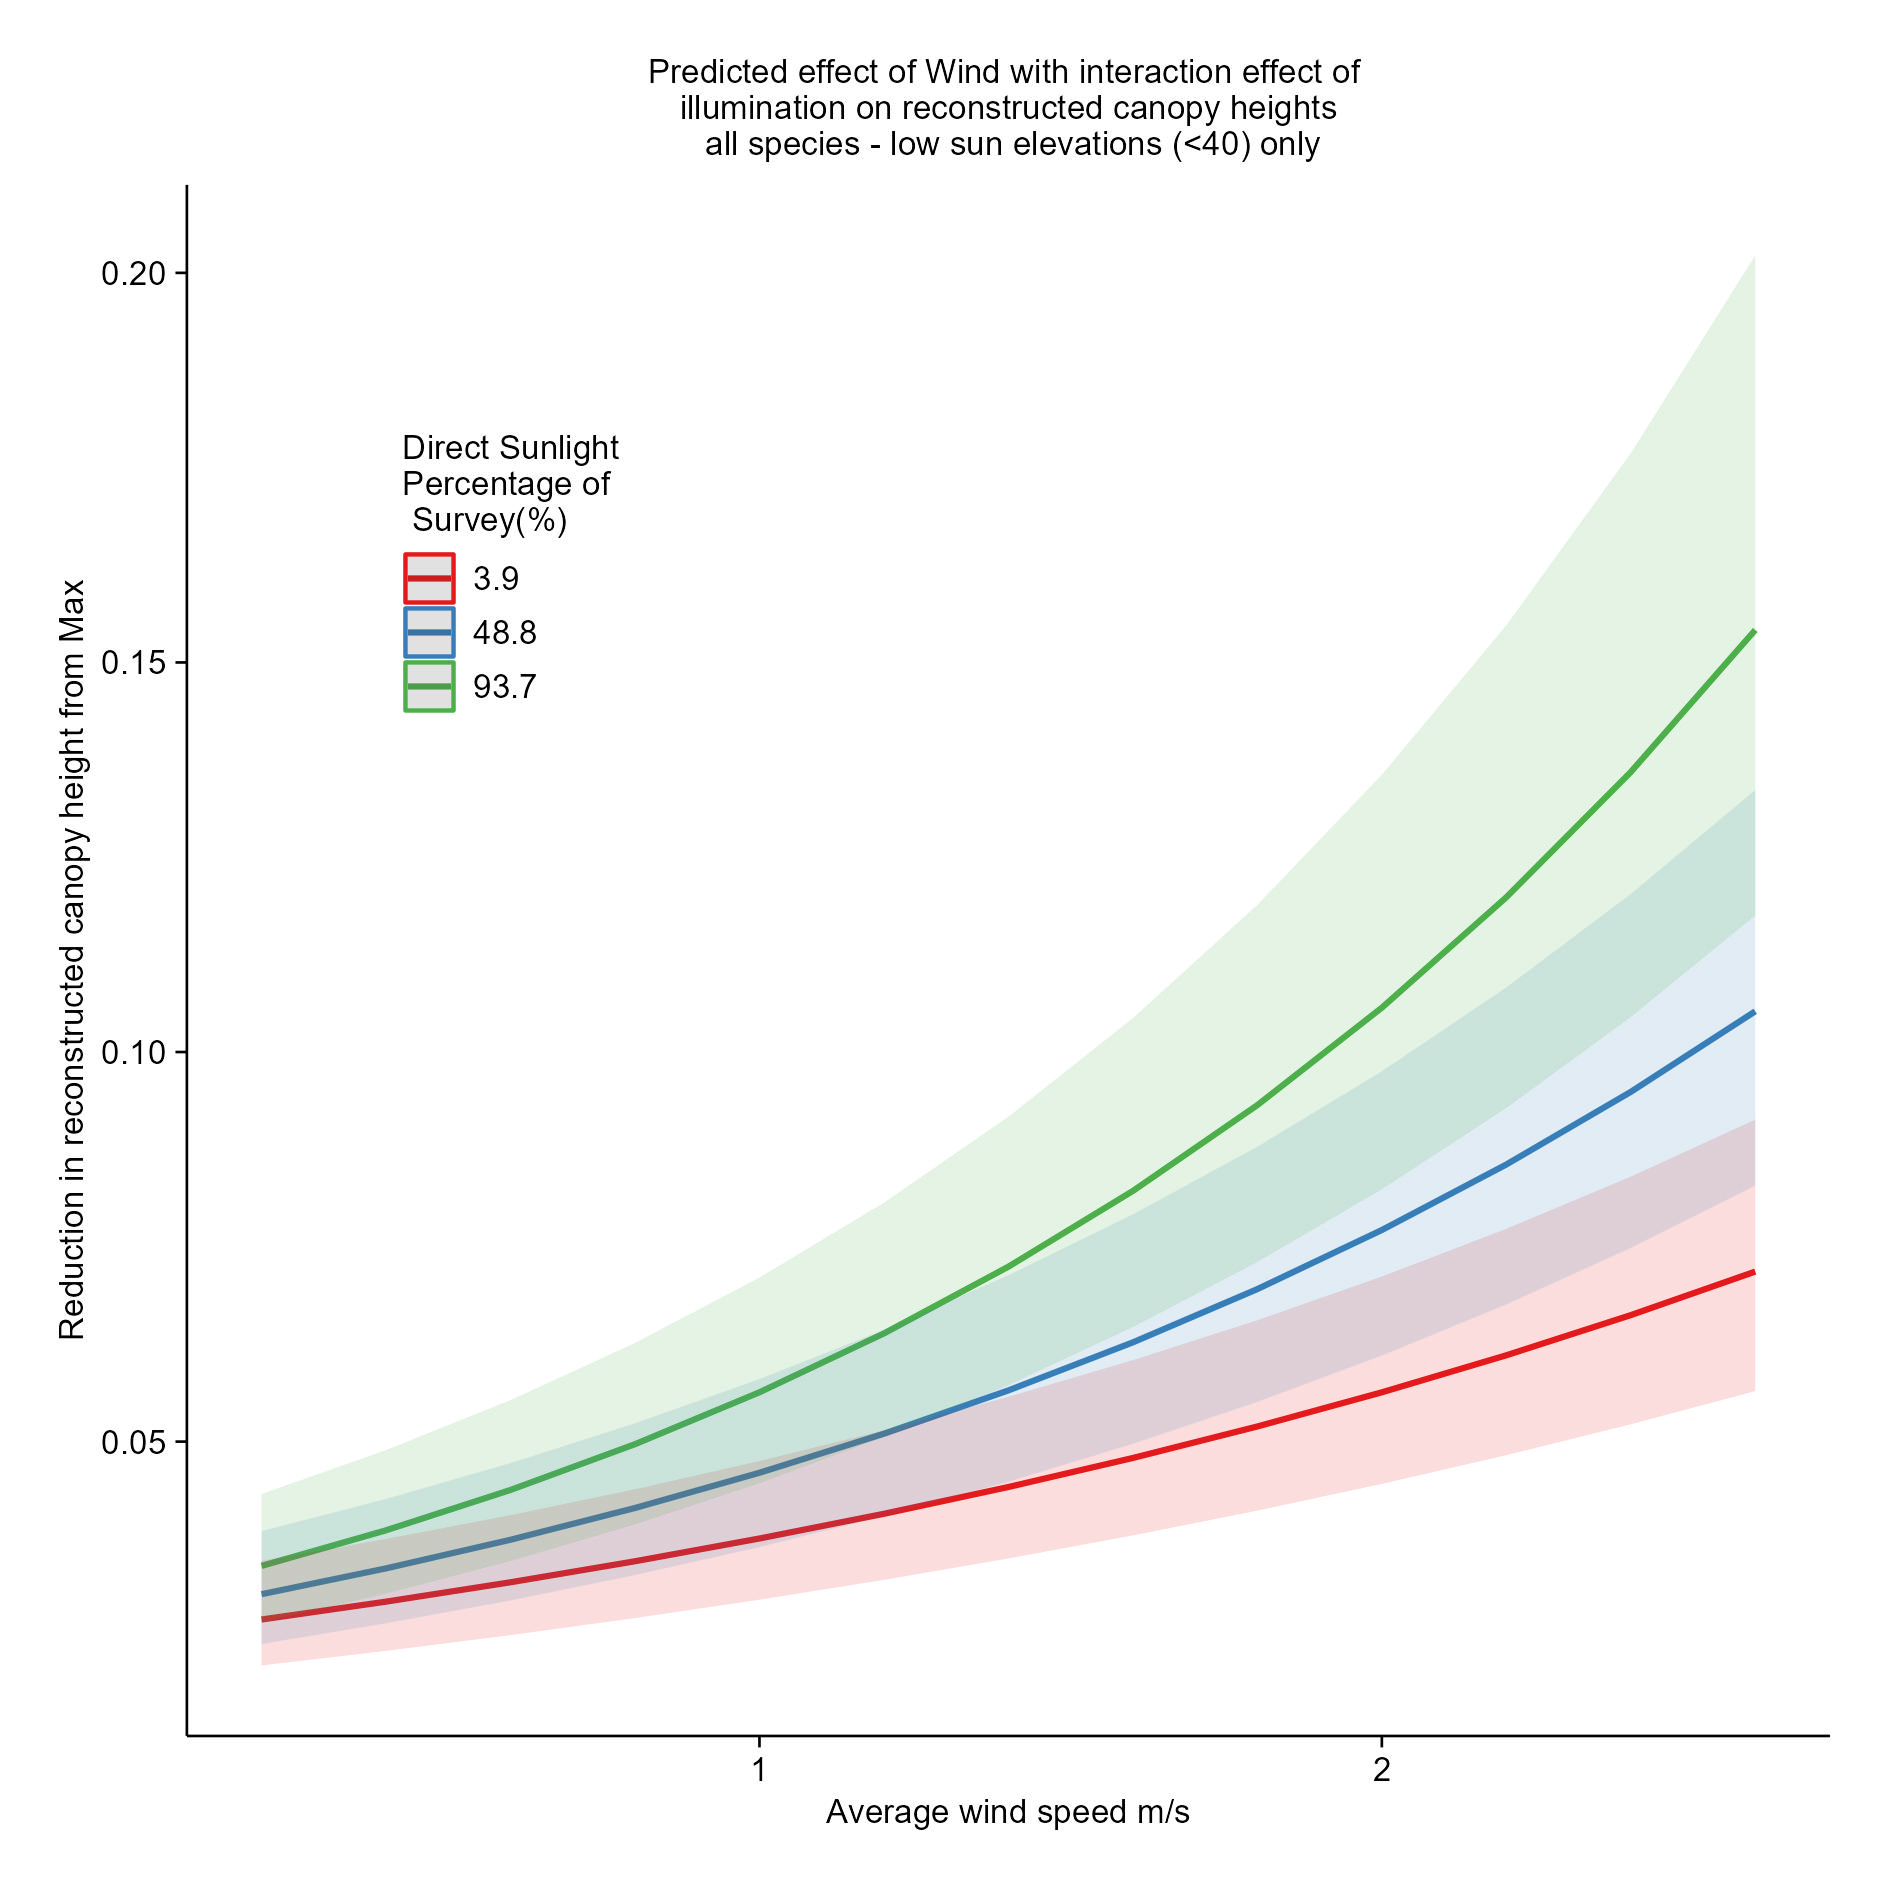 Predicted effect of Wind with interaction effect of
illumination on reconstructed canopy heights
all species - low sun elevations (<40) only
0.20
0.15
0.10
0.05
Reduction in reconstructed canopy height from Max
Direct Sunlight
Percentage of
Survey(%)
3.9
48.8
93.7
1
2
Average wind speed m/s